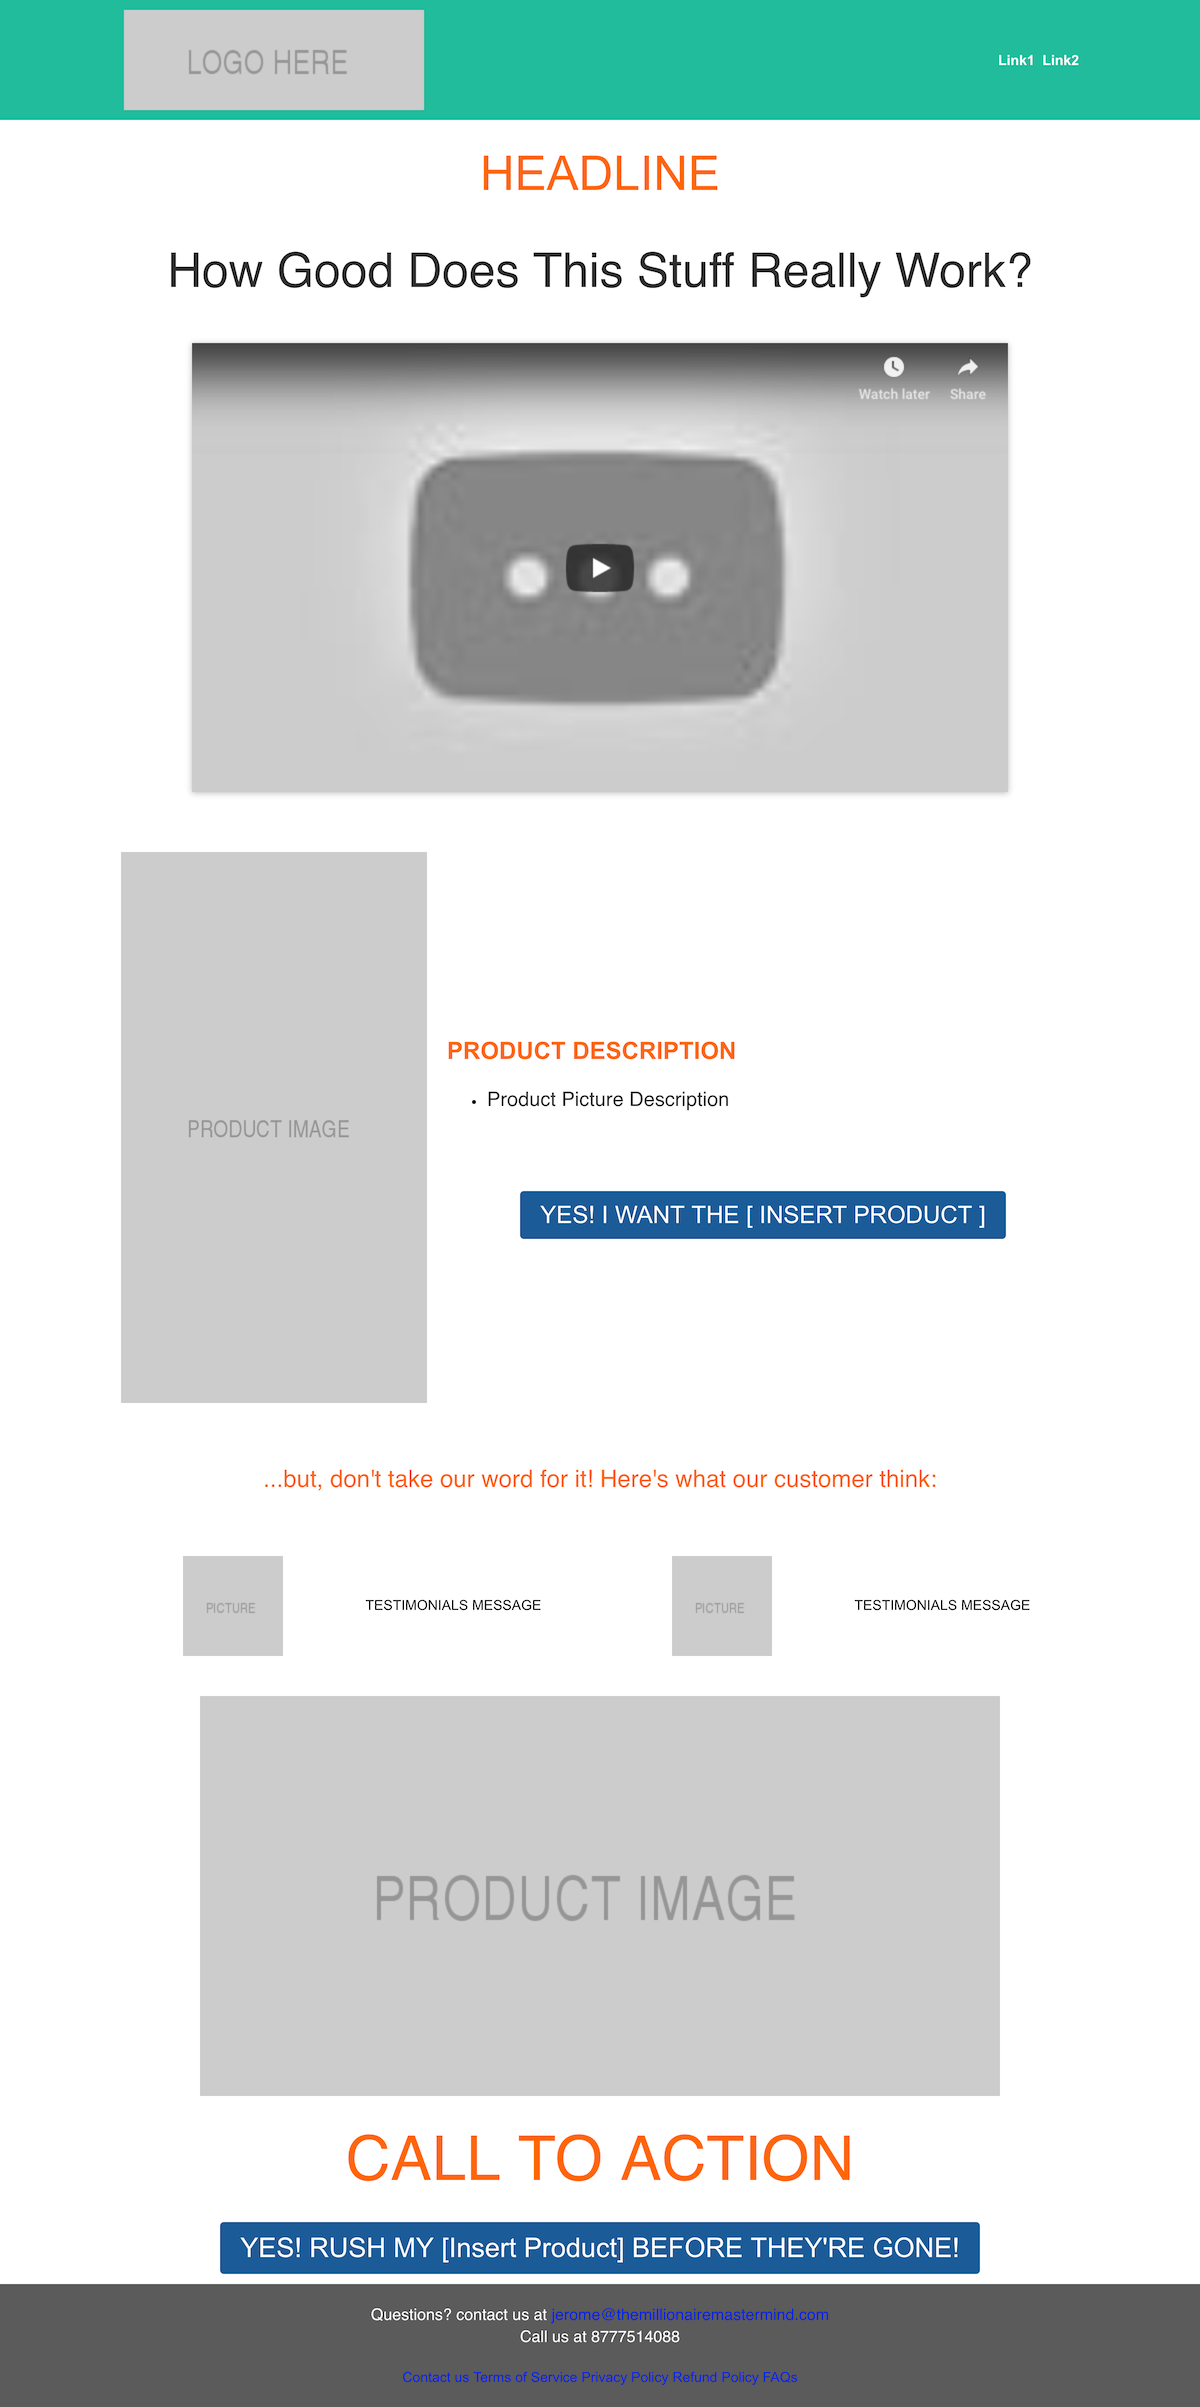 LOGO HERE
Link1 Link2
HEADLINE
How Good Does This Stuff Really Work?
Watch later Share
PRODUCT IMAGE
PRODUCT DESCRIPTION
• Product Picture Description
YES! I WANT THE [ INSERT PRODUCT ]
...but, don't take our word for it! Here's what our customer think:
PICTURE
TESTIMONIALS MESSAGE
PICTURE
TESTIMONIALS MESSAGE
PRODUCT IMAGE
CALL TO ACTION
YES! RUSH MY [Insert Product] BEFORE THEY'RE GONE!
Questions? contact us at jerome@themillionairemastermind.com
Call us at 8777514088
Contact us Terms of Service Privacy Policy Refund Policy FAQs